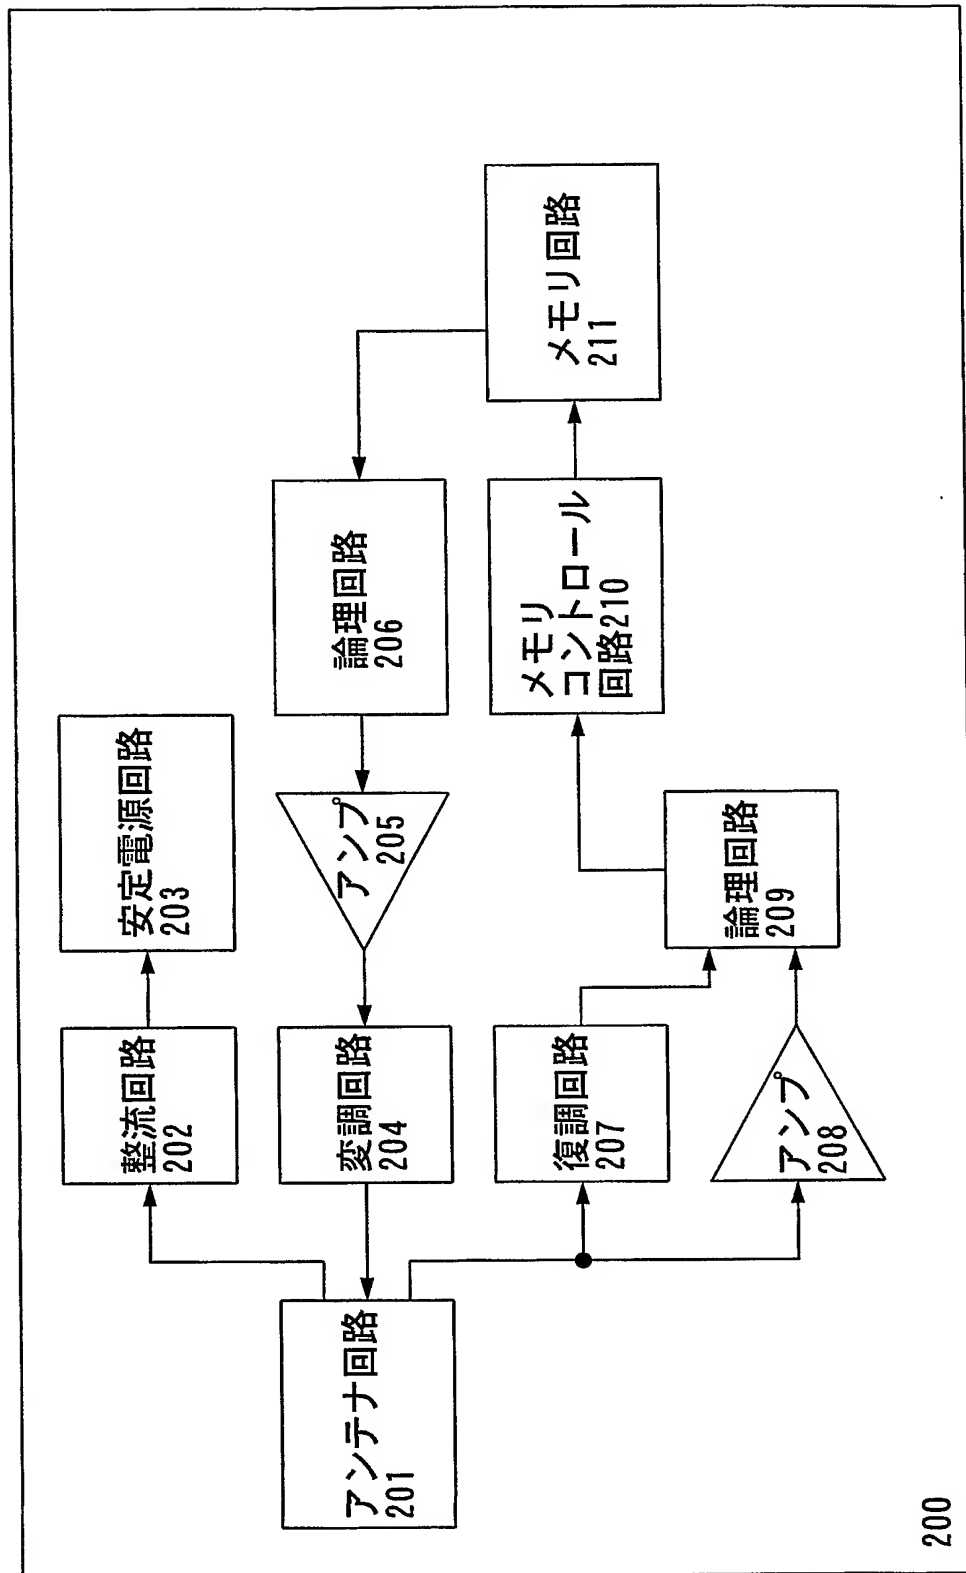 整流回路
202
安定電源回路
203
アンテナ回路
201
変調回路
204
アンプ
205
論理回路
206
復調回路
207
アンプ
208
論理回路
209
メモリ
コントロール
回路210
メモリ回路
211
200